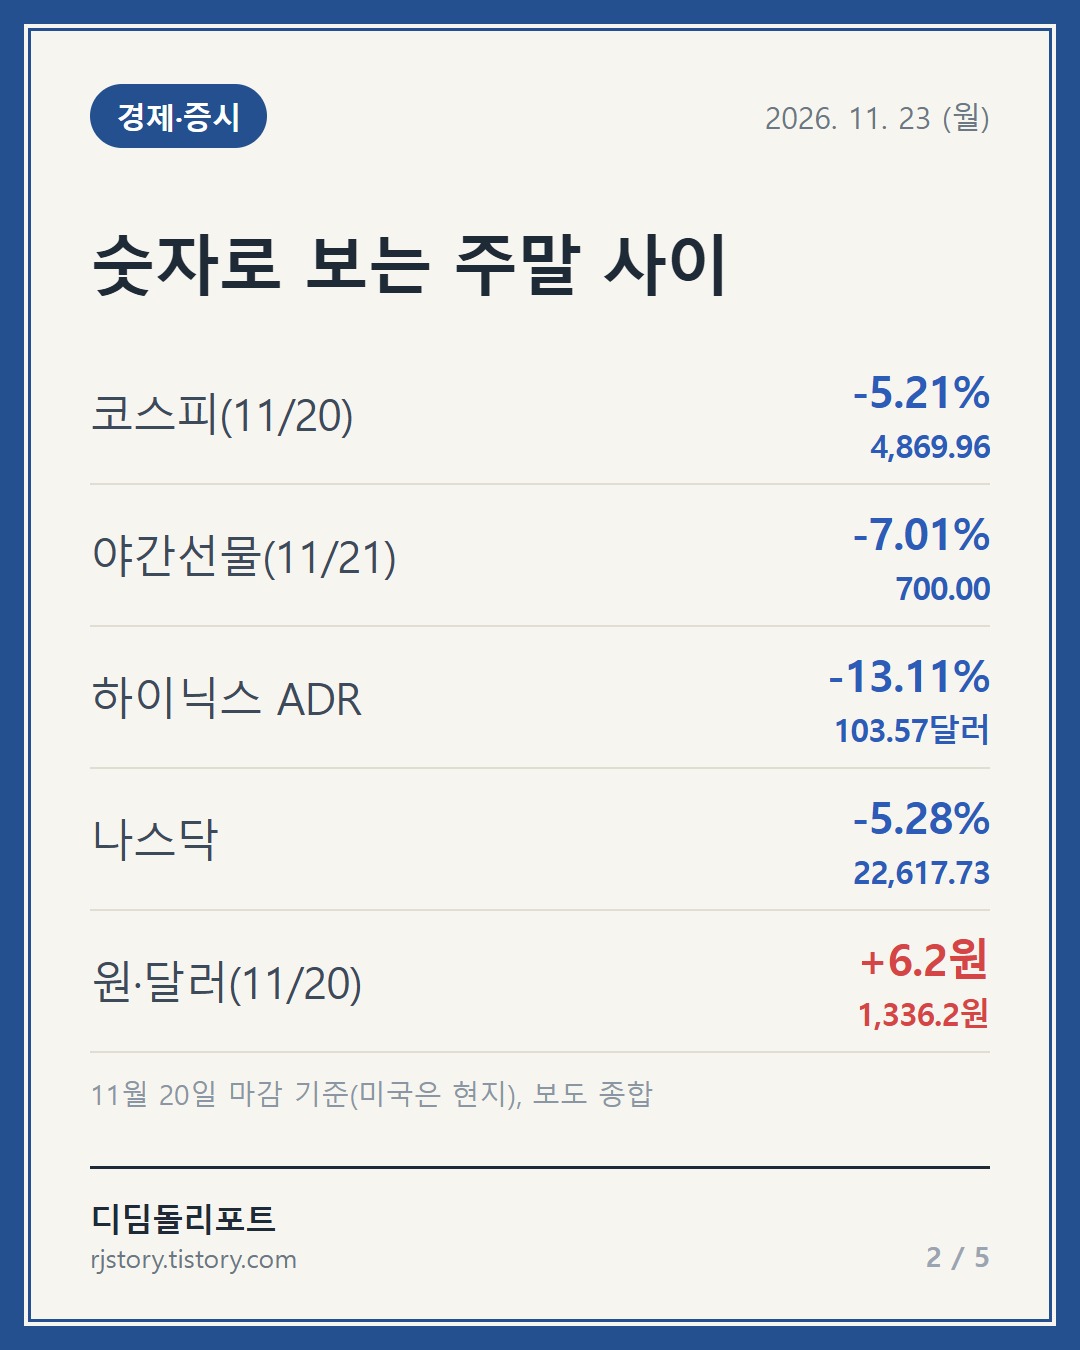 경제·증시
2026. 11. 23 (월)
숫자로 보는 주말 사이
코스피(11/20)
-5.21%
4,869.96
야간선물(11/21)
-7.01%
700.00
하이닉스 ADR
-13.11%
103.57달러
나스닥
-5.28%
22,617.73
원·달러(11/20)
+6.2원
1,336.2원
11월 20일 마감 기준(미국은 현지), 보도 종합
디딤돌리포트
rjstory.tistory.com
2 / 5